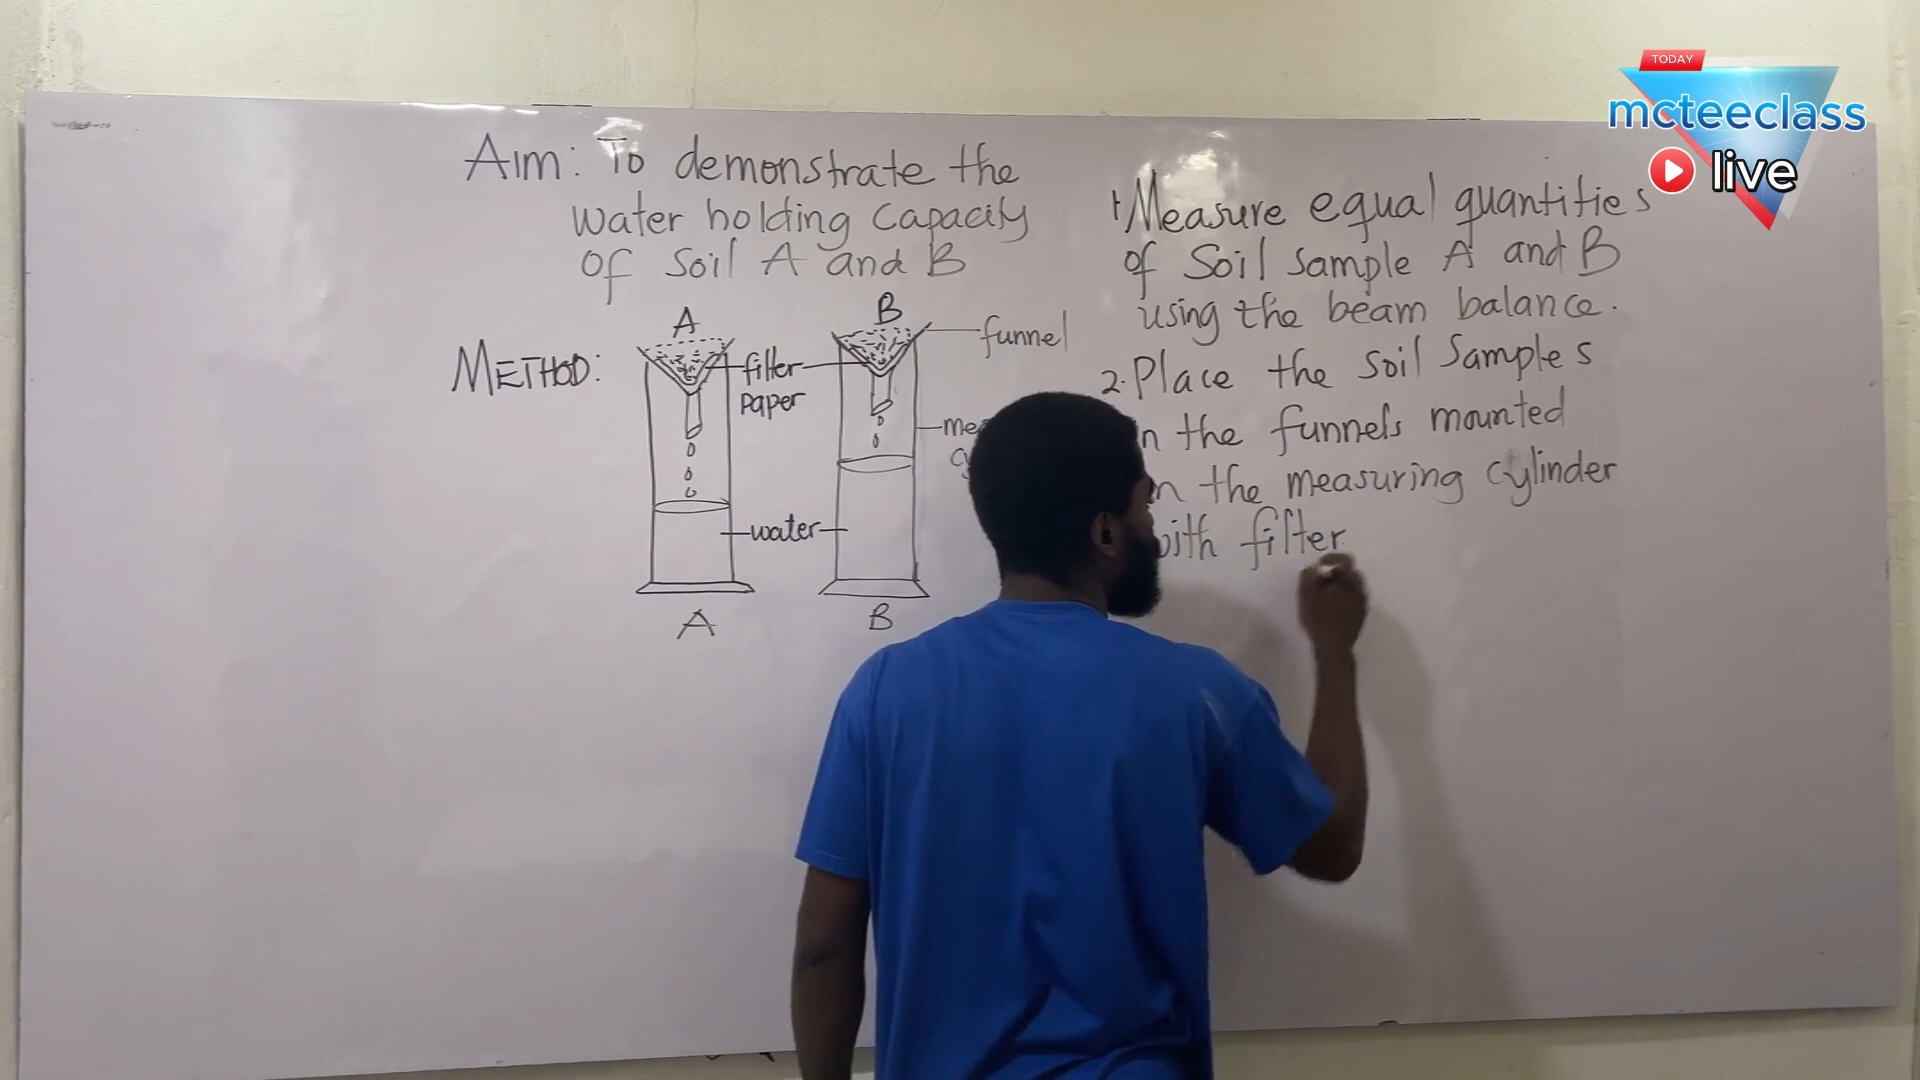 TODAY
mcteeclass
live
Aim: To demonstrate the
water holding capacity
of Soil A and B
METHOD:
A
B
funnel
filter
paper
water
A
B
1. Measure equal quantities
of Soil sample A and B
using the beam balance.
2. Place the soil samples
the funnels mounted
the measuring cylinder
with filter